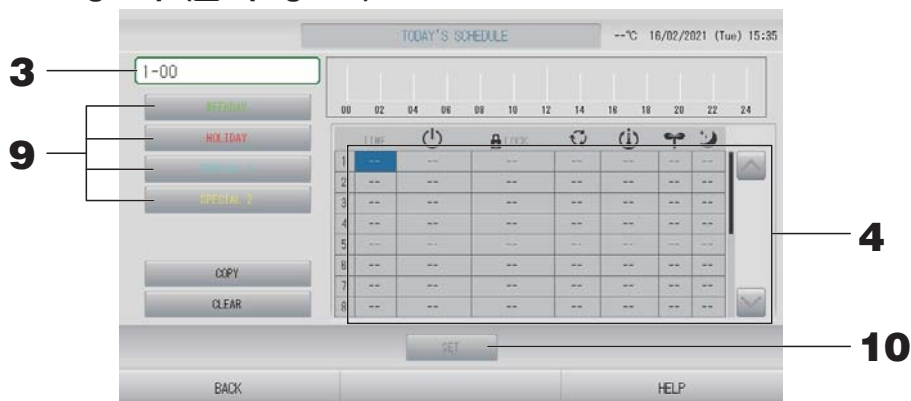 TODAY'S SCHEDULE --°C 16/02/2021 (Tue) 15:35
3
1-00
00 02 04 06 08 10 12 14 16 18 20 22 24
WEEKDAY
9
HOLIDAY
TIME LOCK
SPECIAL 2
1 -- -- -- -- -- -- --
2 -- -- -- -- -- -- --
3 -- -- -- -- -- -- --
4 -- -- -- -- -- -- --
5 -- -- -- -- -- -- --
6 -- -- -- -- -- -- --
7 -- -- -- -- -- -- --
8 -- -- -- -- -- -- --
4
COPY
CLEAR
SET
10
BACK
HELP